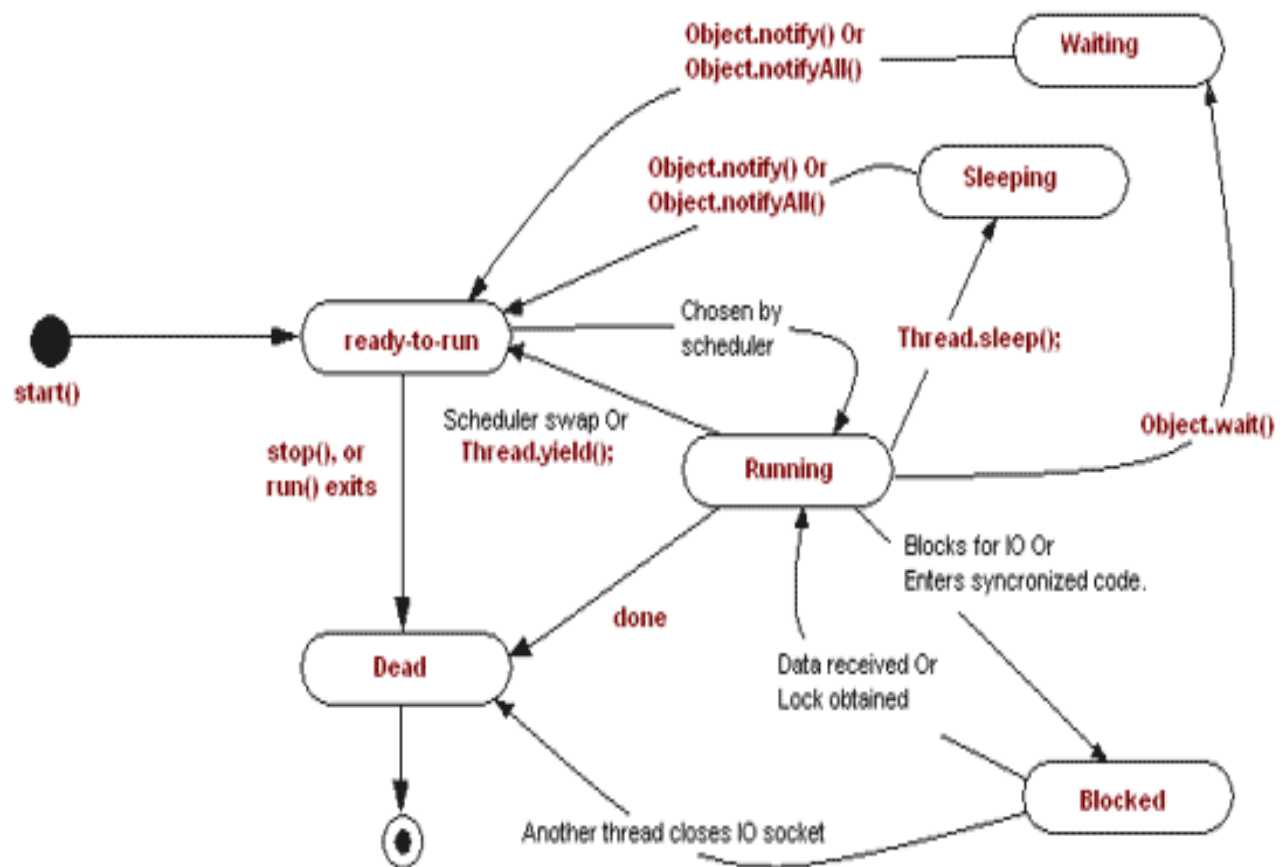 Object.notify() Or
Object.notifyAll()
Waiting
Object.notify() Or
Object.notifyAll()
Sleeping
start()
ready-to-run
Chosen by
scheduler
Thread.sleep();
Object.wait()
Scheduler swap Or
Thread.yield();
stop(), or
run() exits
Running
Blocks for IO Or
Enters syncronized code.
done
Dead
Data received Or
Lock obtained
Another thread closes IO socket
Blocked